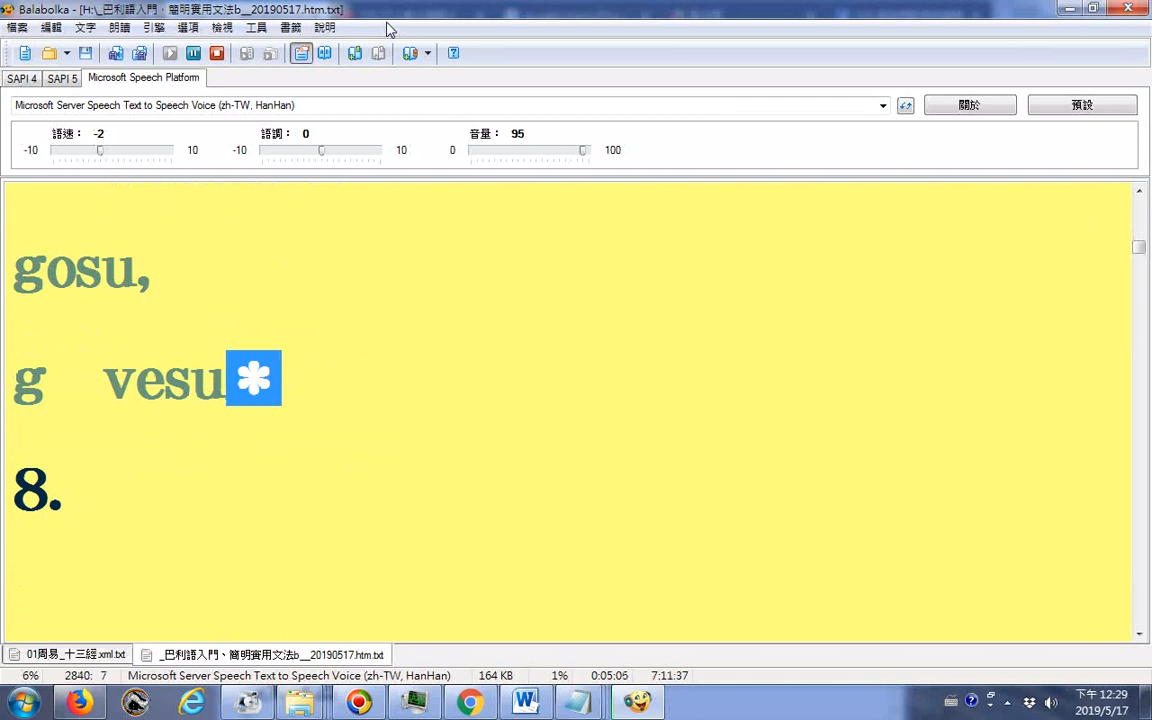 Balabolka - [H:\_巴利語入門、簡明實用文法b__20190517.htm.txt]
檔案 編輯 文字 朗讀 引擎 選項 檢視 工具 書籤 說明
SAPI 4 SAPI 5 Microsoft Speech Platform
Microsoft Server Speech Text to Speech Voice (zh-TW, HanHan) 關於 預設
語速： -2 語調： 0 音量： 95
-10 10 -10 10 0 100
gosu,
g vesu*
8.
01周易_十三經.xml.txt _巴利語入門、簡明實用文法b__20190517.htm.txt
6% 2840: 7 Microsoft Server Speech Text to Speech Voice (zh-TW, HanHan) 164 KB 1% 0:05:06 7:11:37
下午 12:29
2019/5/17